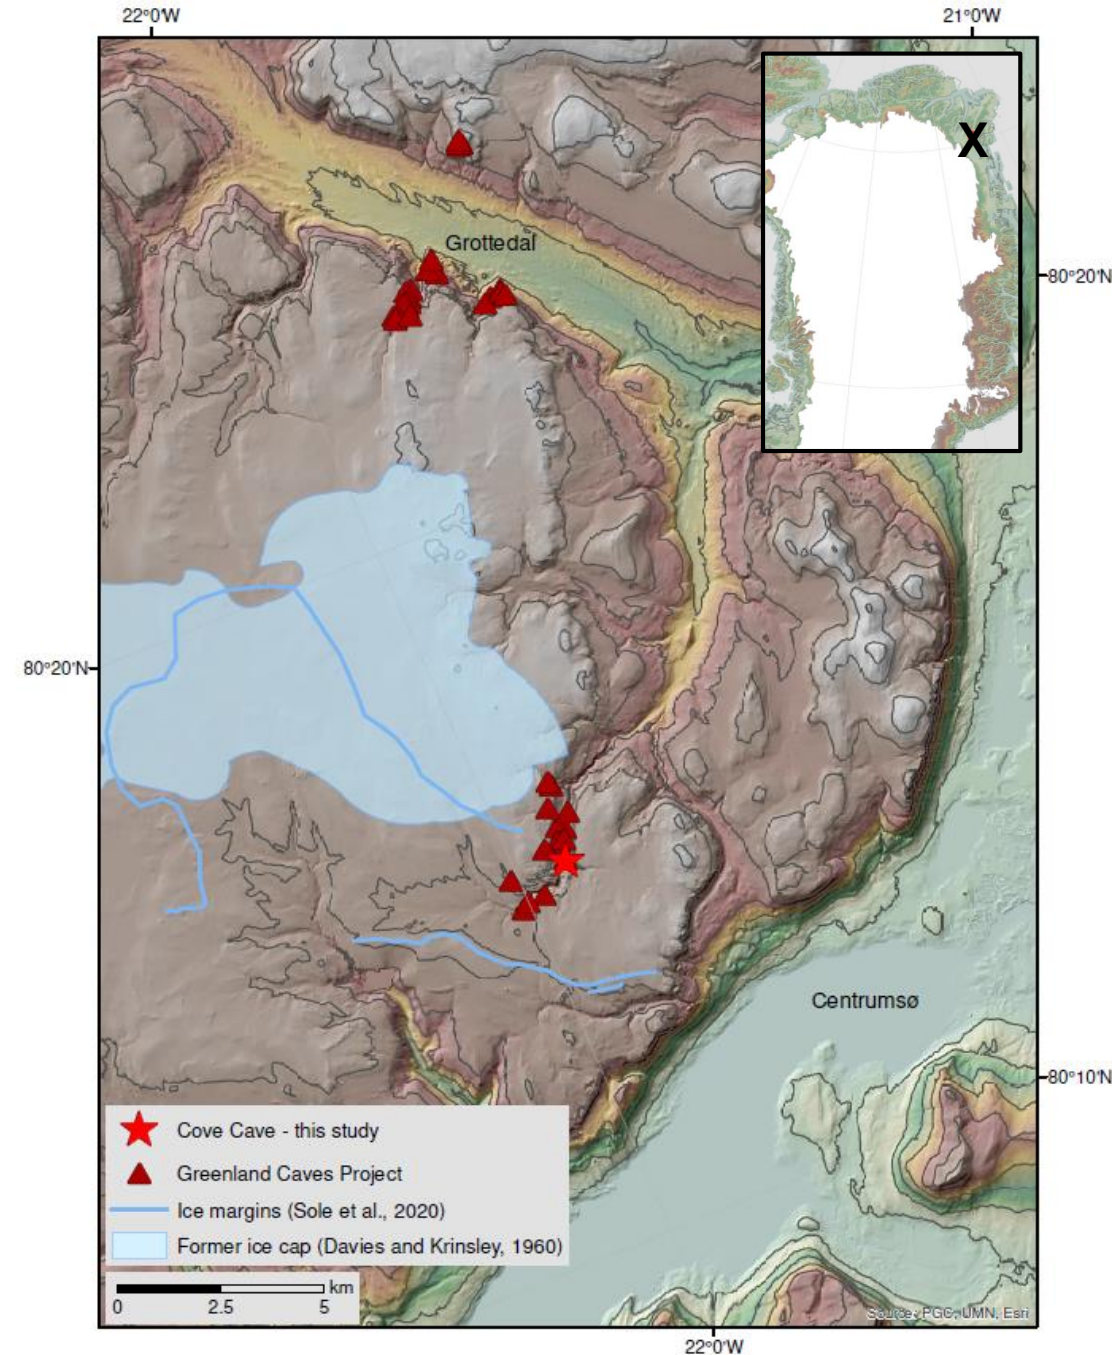 22°0'W
21°0'W
X
Grottedal
80°20'N
80°20'N
Centrumsø
80°10'N
Cove Cave - this study
Greenland Caves Project
Ice margins (Sole et al., 2020)
Former ice cap (Davies and Krinsley, 1960)
km
0 2.5 5
Source: PGC, UMN, Esri
22°0'W